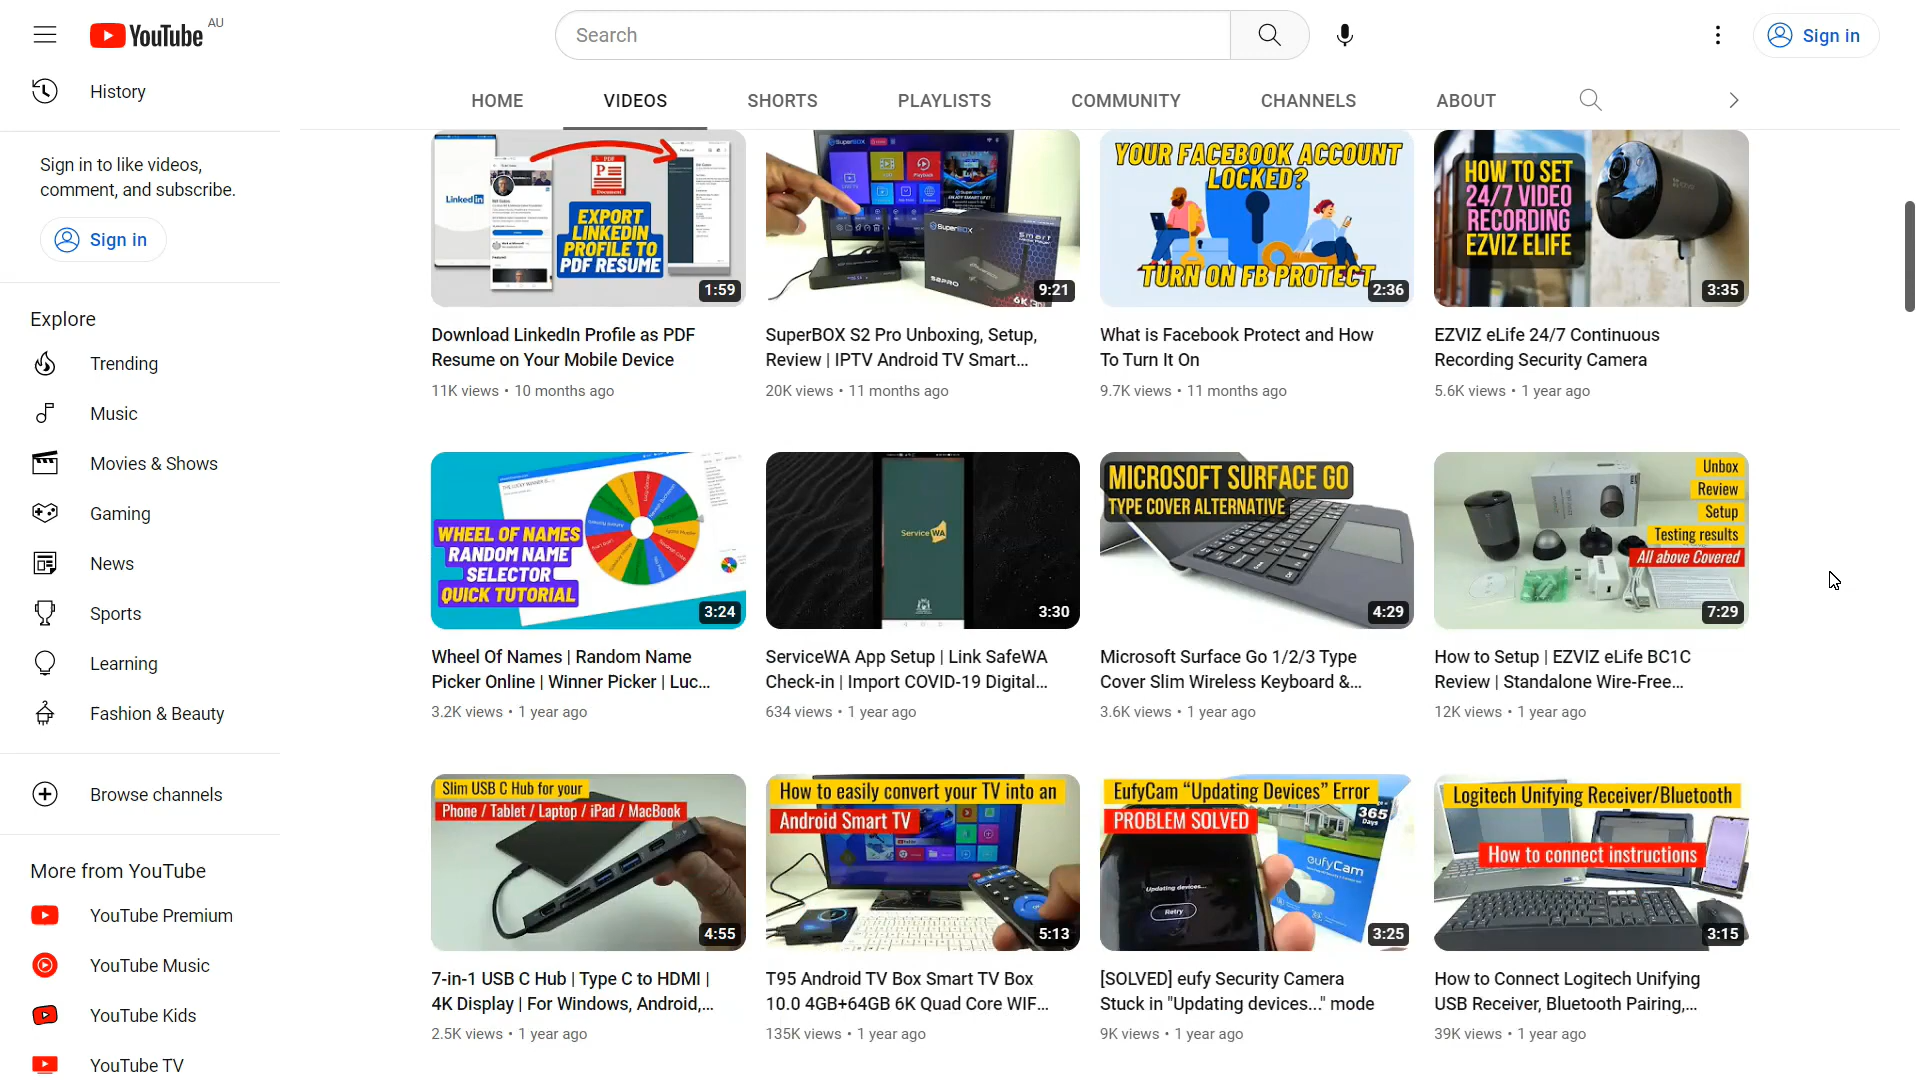 YouTube AU
Search
Sign in
History
HOME
VIDEOS
SHORTS
PLAYLISTS
COMMUNITY
CHANNELS
ABOUT
Sign in to like videos,
comment, and subscribe.
Sign in
Explore
Trending
Music
Movies & Shows
Gaming
News
Sports
Learning
Fashion & Beauty
Browse channels
More from YouTube
YouTube Premium
YouTube Music
YouTube Kids
YouTube TV
LinkedIn
PDF
Document
EXPORT
LINKEDIN
PROFILE TO
PDF RESUME
1:59
Download LinkedIn Profile as PDF
Resume on Your Mobile Device
11K views • 10 months ago
SuperBOX
Playback
SuperBOX
Smart
S2PRO
6K
9:21
SuperBOX S2 Pro Unboxing, Setup,
Review | IPTV Android TV Smart...
20K views • 11 months ago
YOUR FACEBOOK ACCOUNT
LOCKED?
TURN ON FB PROTECT
2:36
What is Facebook Protect and How
To Turn It On
9.7K views • 11 months ago
HOW TO SET
24/7 VIDEO
RECORDING
EZVIZ ELIFE
3:35
EZVIZ eLife 24/7 Continuous
Recording Security Camera
5.6K views • 1 year ago
WHEEL OF NAMES
RANDOM NAME
SELECTOR
QUICK TUTORIAL
3:24
Wheel Of Names | Random Name
Picker Online | Winner Picker | Luc...
3.2K views • 1 year ago
Service WA
3:30
ServiceWA App Setup | Link SafeWA
Check-in | Import COVID-19 Digital...
634 views • 1 year ago
MICROSOFT SURFACE GO
TYPE COVER ALTERNATIVE
4:29
Microsoft Surface Go 1/2/3 Type
Cover Slim Wireless Keyboard &...
3.6K views • 1 year ago
Unbox
Review
Setup
Testing results
All above Covered
7:29
How to Setup | EZVIZ eLife BC1C
Review | Standalone Wire-Free...
12K views • 1 year ago
Slim USB C Hub for your
Phone / Tablet / Laptop / iPad / MacBook
4:55
7-in-1 USB C Hub | Type C to HDMI |
4K Display | For Windows, Android,...
2.5K views • 1 year ago
How to easily convert your TV into an
Android Smart TV
5:13
T95 Android TV Box Smart TV Box
10.0 4GB+64GB 6K Quad Core WIF...
135K views • 1 year ago
EufyCam “Updating Devices” Error
PROBLEM SOLVED
365
Days
eufyCam
Updating devices...
Retry
3:25
[SOLVED] eufy Security Camera
Stuck in "Updating devices..." mode
9K views • 1 year ago
Logitech Unifying Receiver/Bluetooth
How to connect instructions
3:15
How to Connect Logitech Unifying
USB Receiver, Bluetooth Pairing,...
39K views • 1 year ago